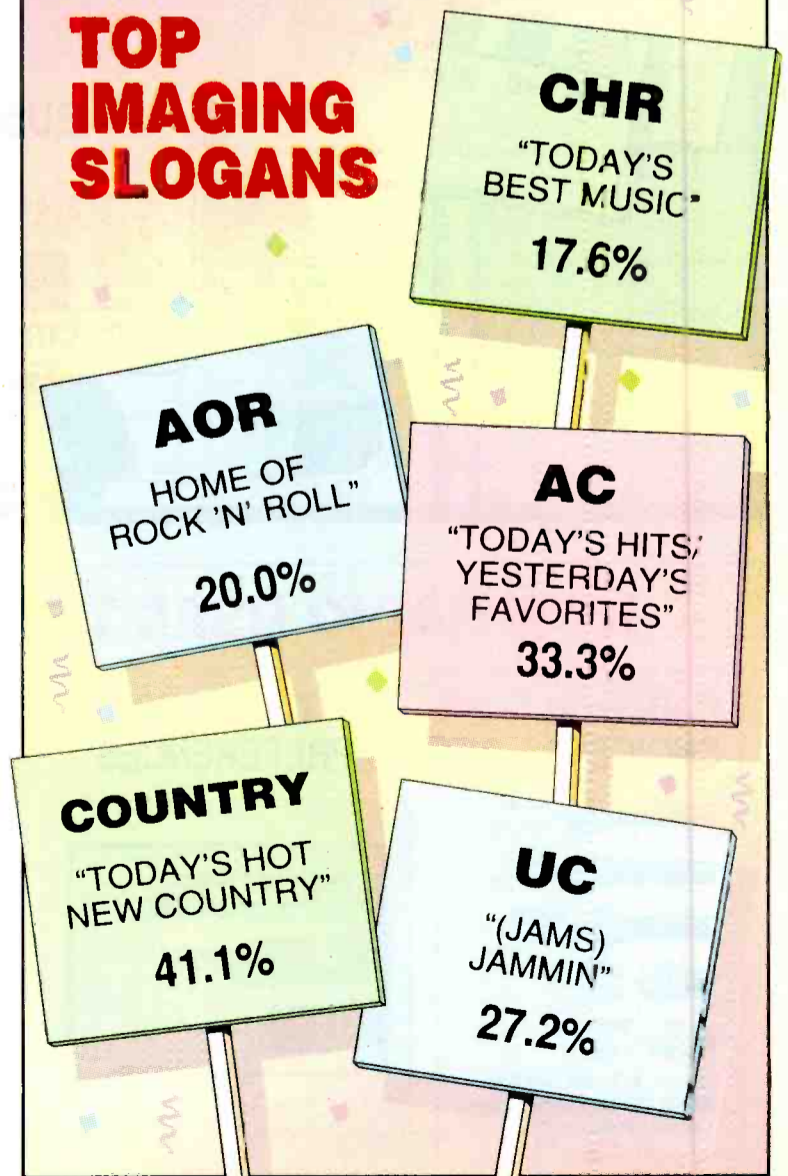 TOP
IMAGING
SLOGANS
CHR
"TODAY'S
BEST MUSIC"
17.6%
AOR
HOME OF
ROCK 'N' ROLL"
20.0%
AC
"TODAY'S HITS,
YESTERDAY'S
FAVORITES"
33.3%
COUNTRY
"TODAY'S HOT
NEW COUNTRY"
41.1%
UC
"(JAMS)
JAMMIN"
27.2%